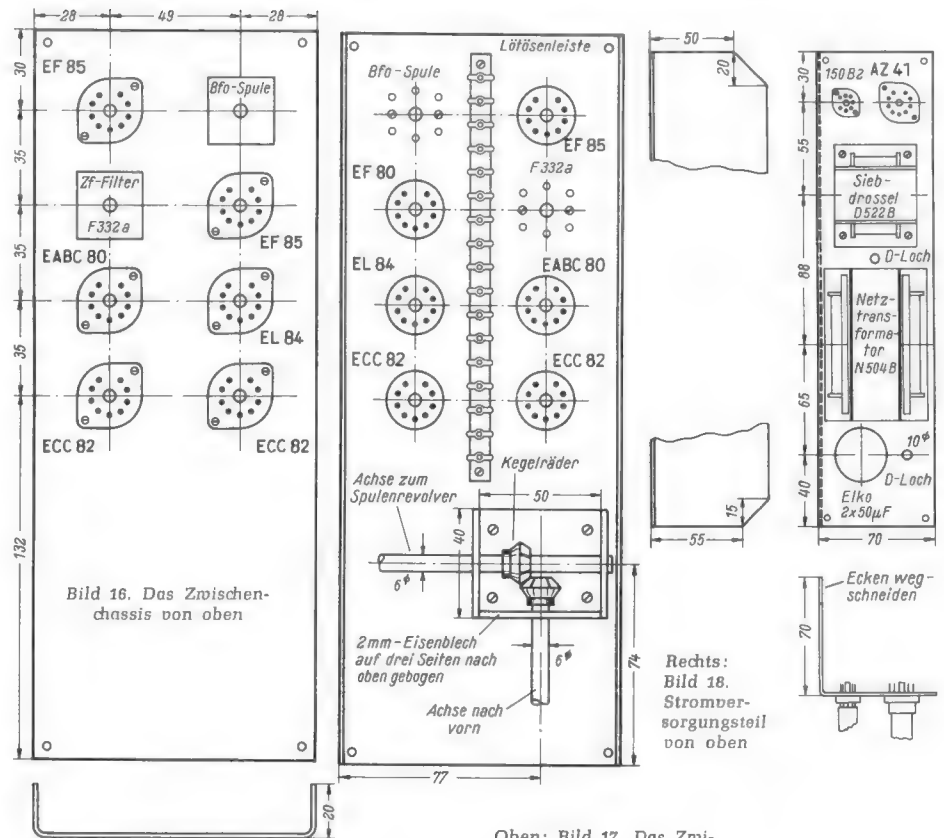 28
49
28
30
35
35
35
132
EF 85
Bfo-Spule
Zf-Filter
F332a
EF 85
EABC 80
EL 84
ECC 82
ECC 82
Bild 16. Das Zwischen-
chassis von oben
20
Lötösenleiste
Bfo-Spule
EF 85
EF 80
F332a
EL 84
EABC 80
ECC 82
ECC 82
Achse zum
Spulenrevolver
Kegelräder
50
40
6⌀
6⌀
2mm-Eisenblech
auf drei Seiten nach
oben gebogen
Achse nach
vorn
74
77
Oben: Bild 17. Das Zwi-
50
20
15
55
Rechts:
Bild 18.
Stromver-
sorgungsteil
von oben
30
55
88
65
40
150 B2
AZ 41
Sieb-
drossel
D522B
D-Loch
Netz-
trans-
forma-
tor
N504B
10⌀
D-Loch
Elko
2x50µF
70
Ecken weg-
schneiden
70